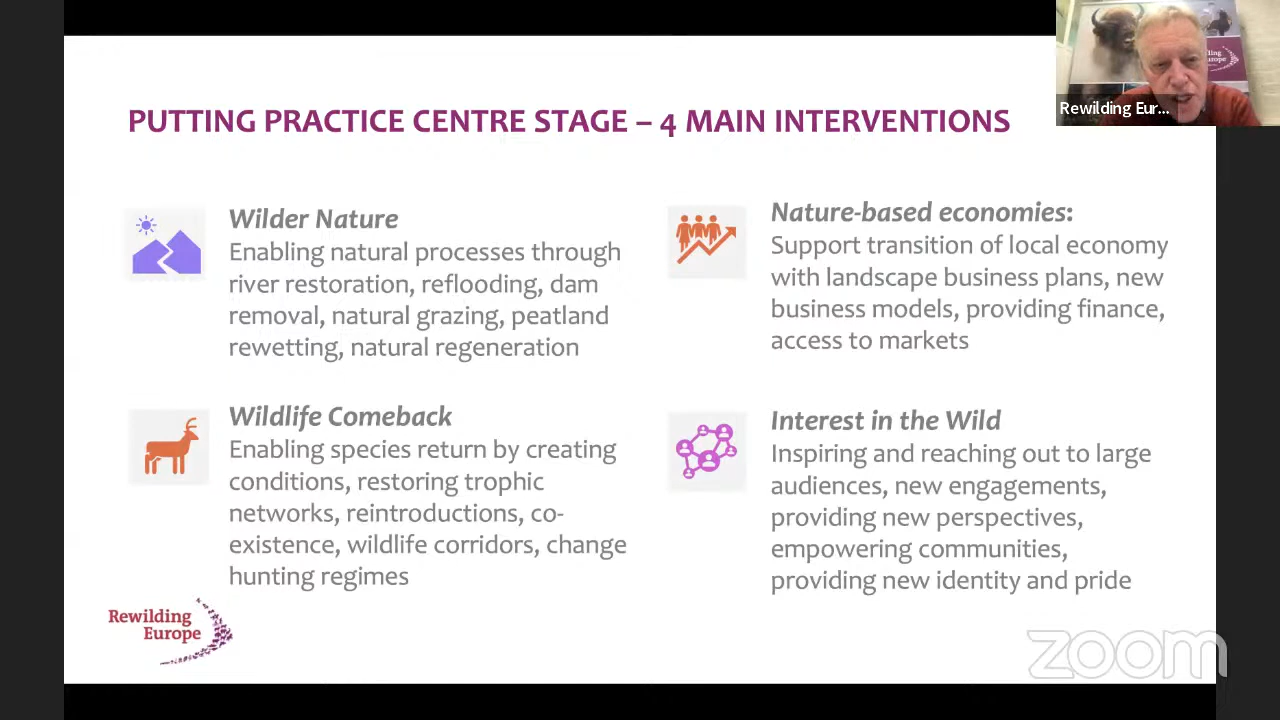 PUTTING PRACTICE CENTRE STAGE – 4 MAIN INTERVENTIONS
Rewilding Eur...
Wilder Nature
Enabling natural processes through
river restoration, reflooding, dam
removal, natural grazing, peatland
rewetting, natural regeneration
Nature-based economies:
Support transition of local economy
with landscape business plans, new
business models, providing finance,
access to markets
Wildlife Comeback
Enabling species return by creating
conditions, restoring trophic
networks, reintroductions, co-
existence, wildlife corridors, change
hunting regimes
Interest in the Wild
Inspiring and reaching out to large
audiences, new engagements,
providing new perspectives,
empowering communities,
providing new identity and pride
Rewilding
Europe
zoom